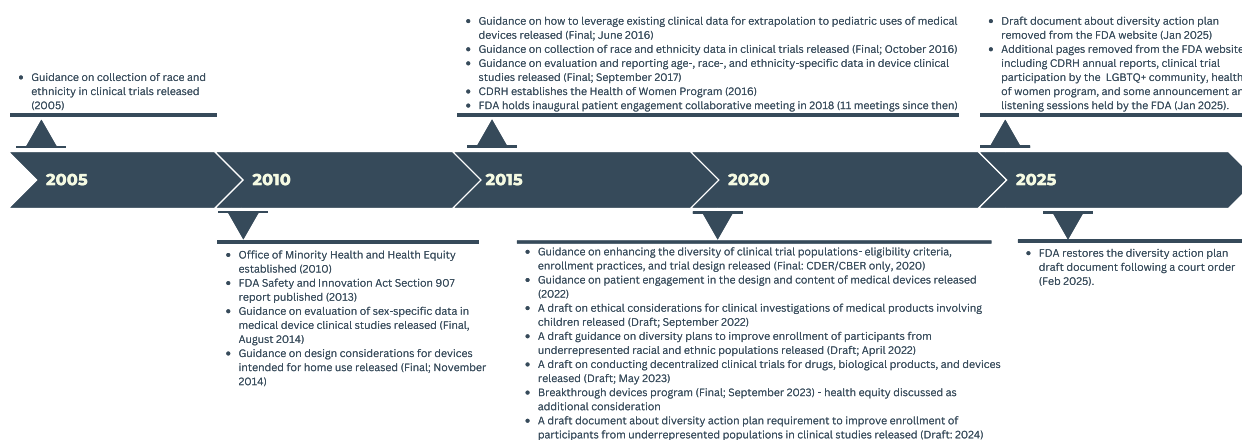 • Guidance on how to leverage existing clinical data for extrapolation to pediatric uses of medical
devices released (Final; June 2016)
• Guidance on collection of race and ethnicity data in clinical trials released (Final; October 2016)
• Guidance on evaluation and reporting age-, race-, and ethnicity-specific data in device clinical
studies released (Final; September 2017)
• CDRH establishes the Health of Women Program (2016)
• FDA holds inaugural patient engagement collaborative meeting in 2018 (11 meetings since then)
• Draft document about diversity action plan
removed from the FDA website (Jan 2025)
• Additional pages removed from the FDA website
including CDRH annual reports, clinical trial
participation by the LGBTQ+ community, health
of women program, and some announcement
listening sessions held by the FDA (Jan 2025).
• Guidance on collection of race and
ethnicity in clinical trials released
(2005)
2005
2010
2015
2020
2025
• Office of Minority Health and Health Equity
established (2010)
• FDA Safety and Innovation Act Section 907
report published (2013)
• Guidance on evaluation of sex-specific data in
medical device clinical studies released (Final,
August 2014)
• Guidance on design considerations for devices
intended for home use released (Final; November
2014)
• Guidance on enhancing the diversity of clinical trial populations- eligibility criteria,
enrollment practices, and trial design released (Final: CDER/CBER only, 2020)
• Guidance on patient engagement in the design and content of medical devices released
(2022)
• A draft on ethical considerations for clinical investigations of medical products involving
children released (Draft; September 2022)
• A draft guidance on diversity plans to improve enrollment of participants from
underrepresented racial and ethnic populations released (Draft; April 2022)
• A draft on conducting decentralized clinical trials for drugs, biological products, and devices
released (Draft; May 2023)
• Breakthrough devices program (Final; September 2023) - health equity discussed as
additional consideration
• A draft document about diversity action plan requirement to improve enrollment of
participants from underrepresented populations in clinical studies released (Draft: 2024)
• FDA restores the diversity action plan
draft document following a court order
(Feb 2025).